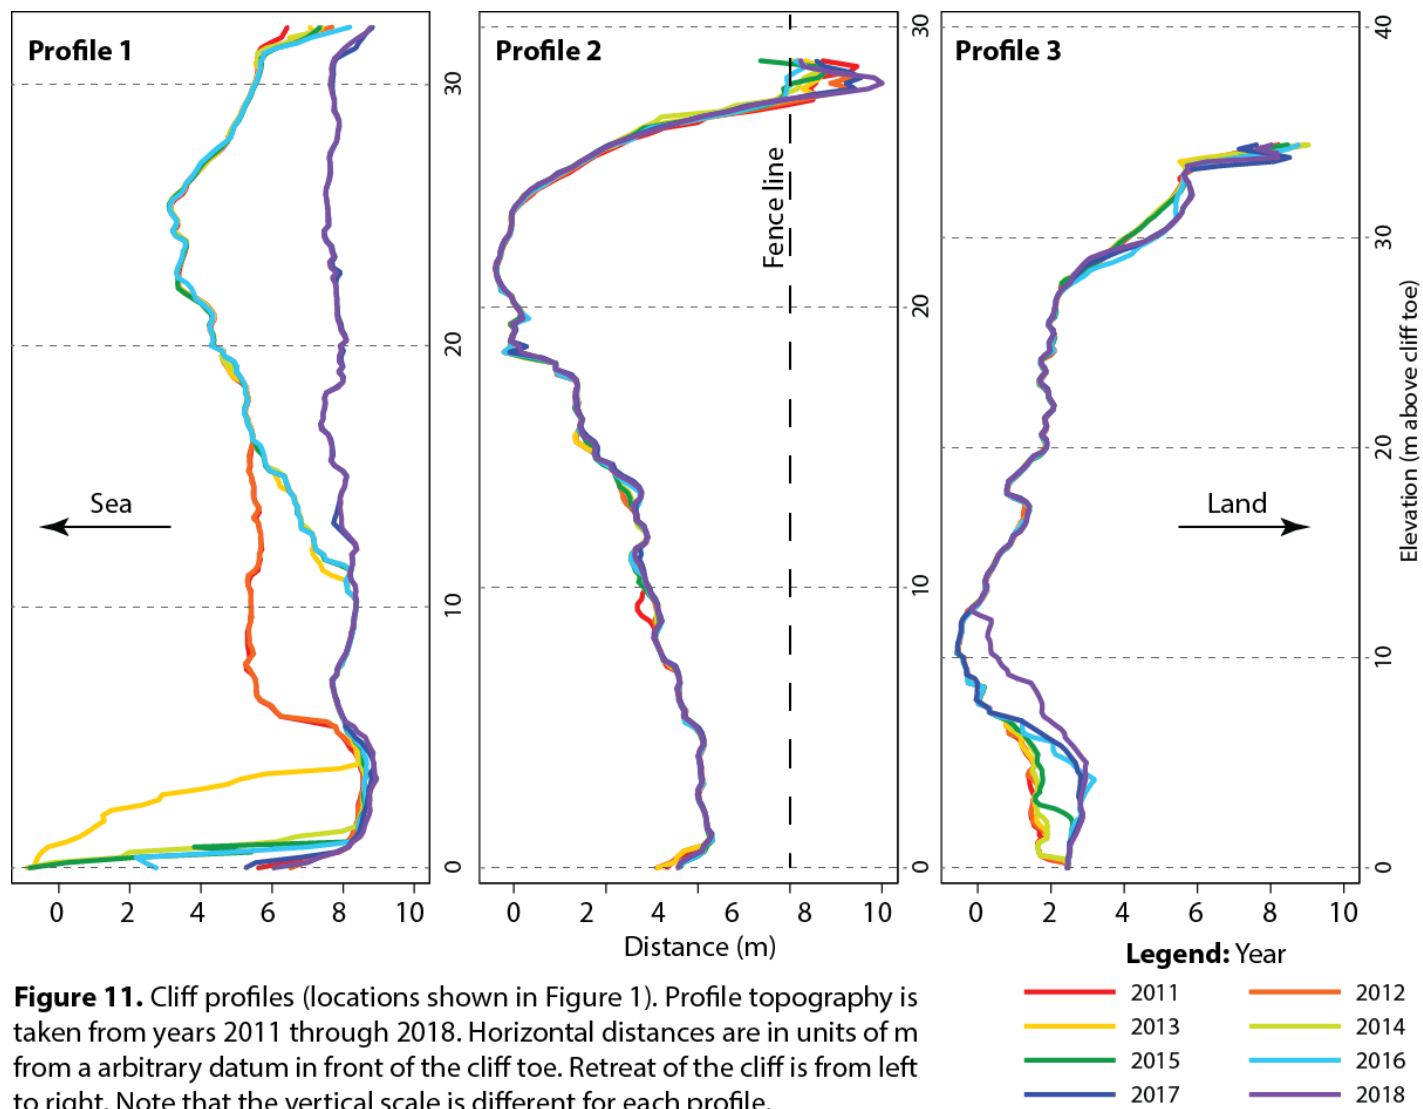 Profile 1
Profile 2
Profile 3
30
20
10
0
30
20
10
0
40
30
20
10
0
Fence line
Sea
Land
Elevation (m above cliff toe)
0 2 4 6 8 10
0 2 4 6 8 10
0 2 4 6 8 10
Distance (m)
Legend: Year
2011 2012
2013 2014
2015 2016
2017 2018
Figure 11. Cliff profiles (locations shown in Figure 1). Profile topography is
taken from years 2011 through 2018. Horizontal distances are in units of m
from a arbitrary datum in front of the cliff toe. Retreat of the cliff is from left
to right. Note that the vertical scale is different for each profile.